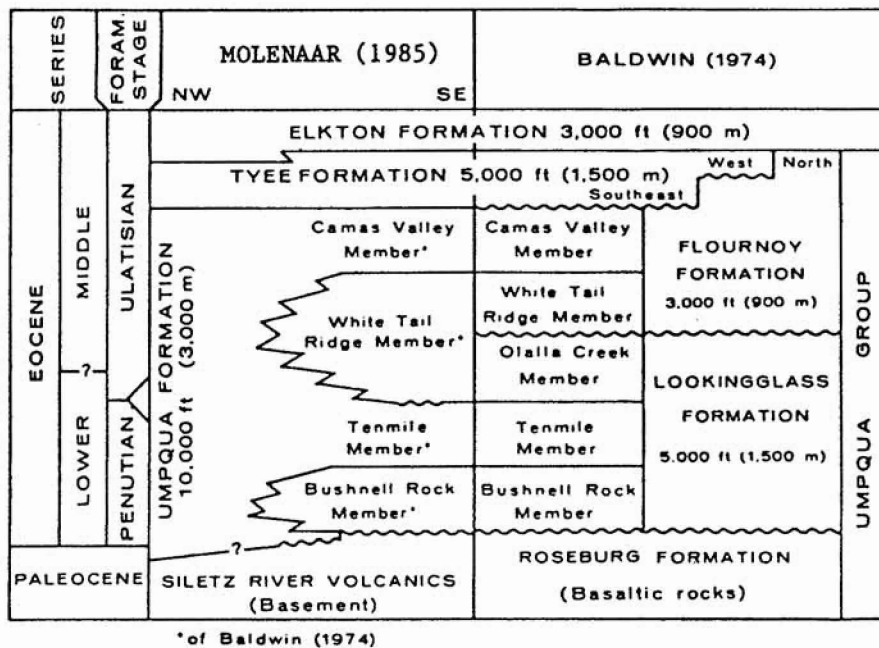 SERIES
FORAM. STAGE
MOLENAAR (1985)
NW
SE
BALDWIN (1974)
ELKTON FORMATION 3,000 ft (900 m)
TYEE FORMATION 5,000 ft (1,500 m)
West
North
Southeast
EOCENE
MIDDLE
?
LOWER
ULATISIAN
PENUTIAN
PALEOCENE
UMPQUA FORMATION
10.000 ft (3.000 m)
Camas Valley
Member*
White Tail
Ridge Member*
Tenmile
Member*
Bushnell Rock
Member*
?
SILETZ RIVER VOLCANICS
(Basement)
Camas Valley
Member
White Tail
Ridge Member
Olalla Creek
Member
Tenmile
Member
Bushnell Rock
Member
FLOURNOY
FORMATION
3,000 ft (900 m)
LOOKINGGLASS
FORMATION
5.000 ft (1,500 m)
ROSEBURG FORMATION
(Basaltic rocks)
UMPQUA GROUP
*of Baldwin (1974)